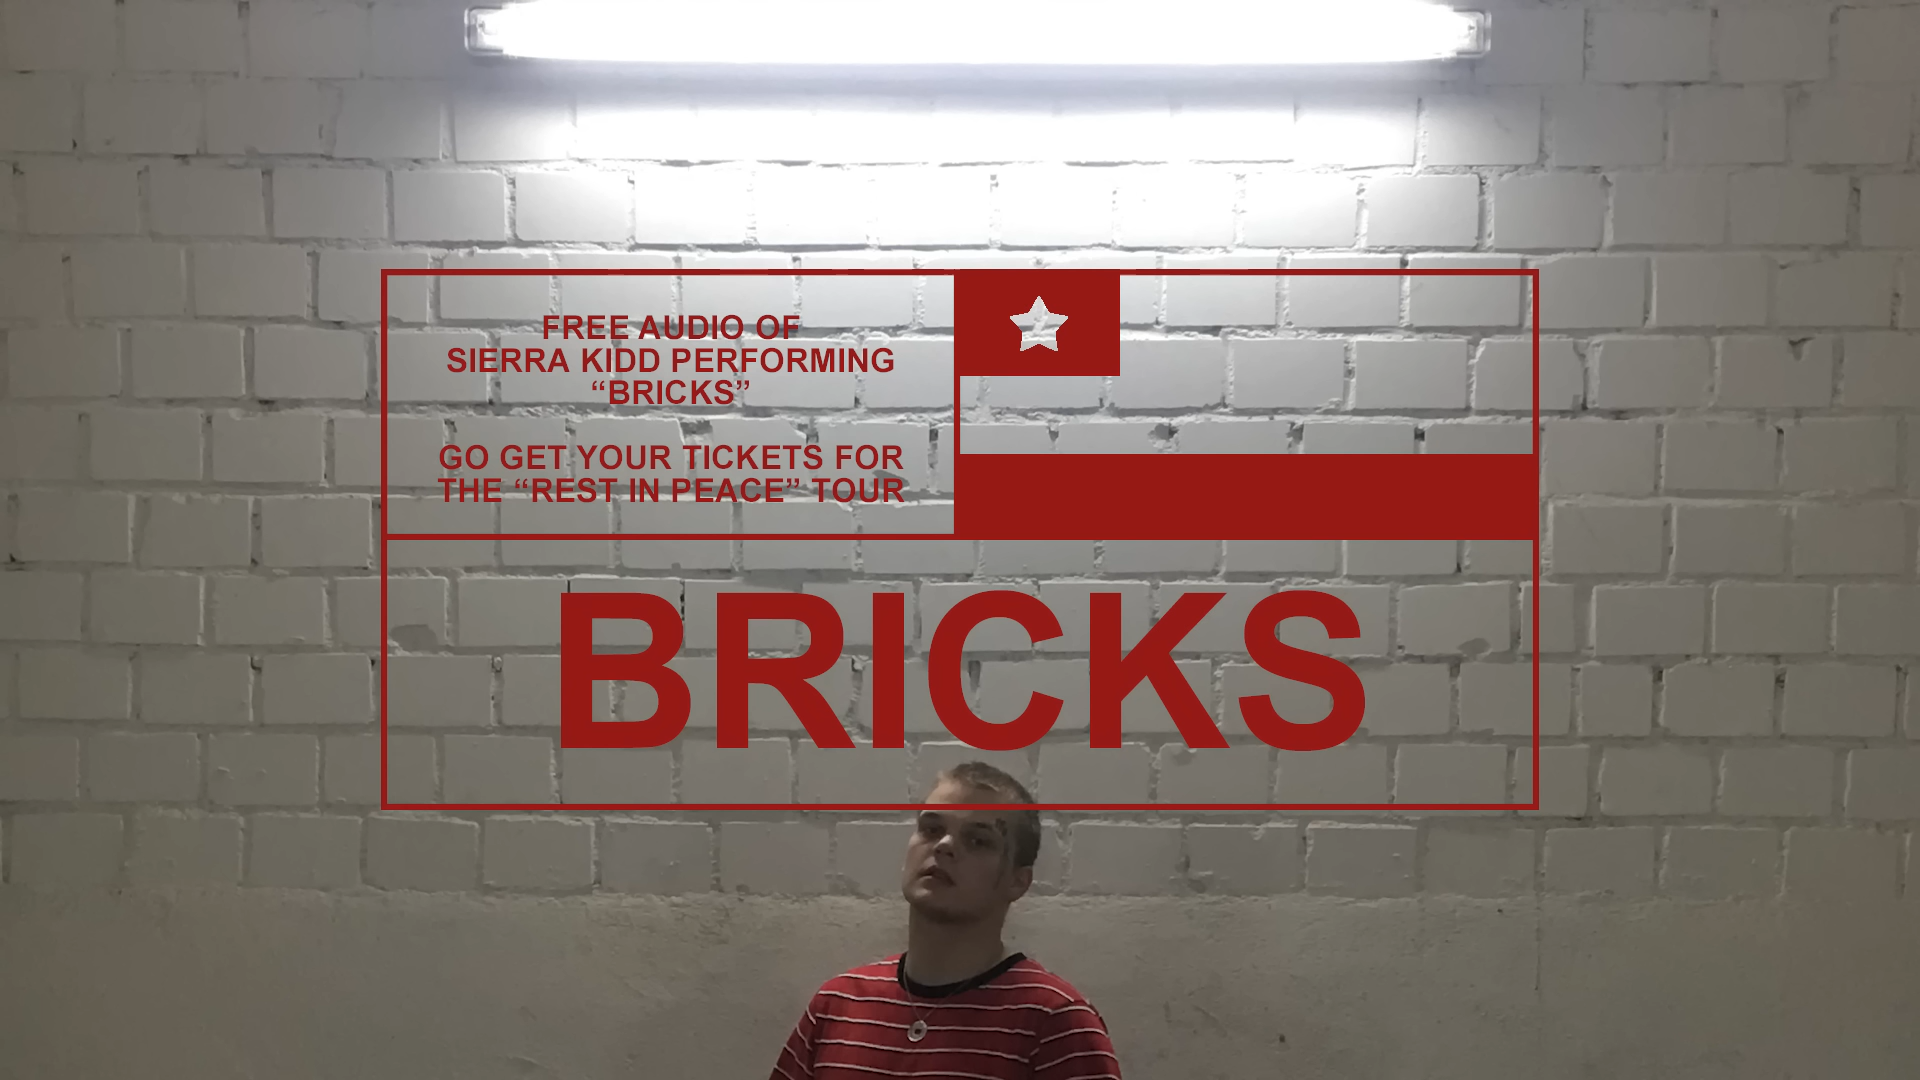 FREE AUDIO OF
SIERRA KIDD PERFORMING
“BRICKS”
GO GET YOUR TICKETS FOR
THE “REST IN PEACE” TOUR
BRICKS